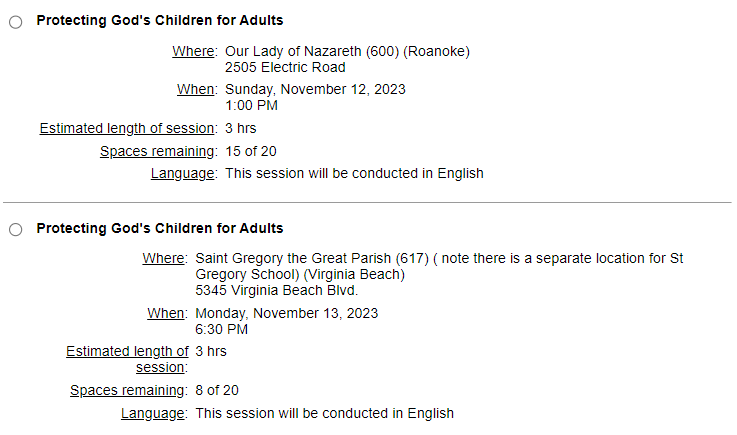 Protecting God's Children for Adults
Where: Our Lady of Nazareth (600) (Roanoke)
2505 Electric Road
When: Sunday, November 12, 2023
1:00 PM
Estimated length of session: 3 hrs
Spaces remaining: 15 of 20
Language: This session will be conducted in English
Protecting God's Children for Adults
Where: Saint Gregory the Great Parish (617) ( note there is a separate location for St
Gregory School) (Virginia Beach)
5345 Virginia Beach Blvd.
When: Monday, November 13, 2023
6:30 PM
Estimated length of 3 hrs
session:
Spaces remaining: 8 of 20
Language: This session will be conducted in English